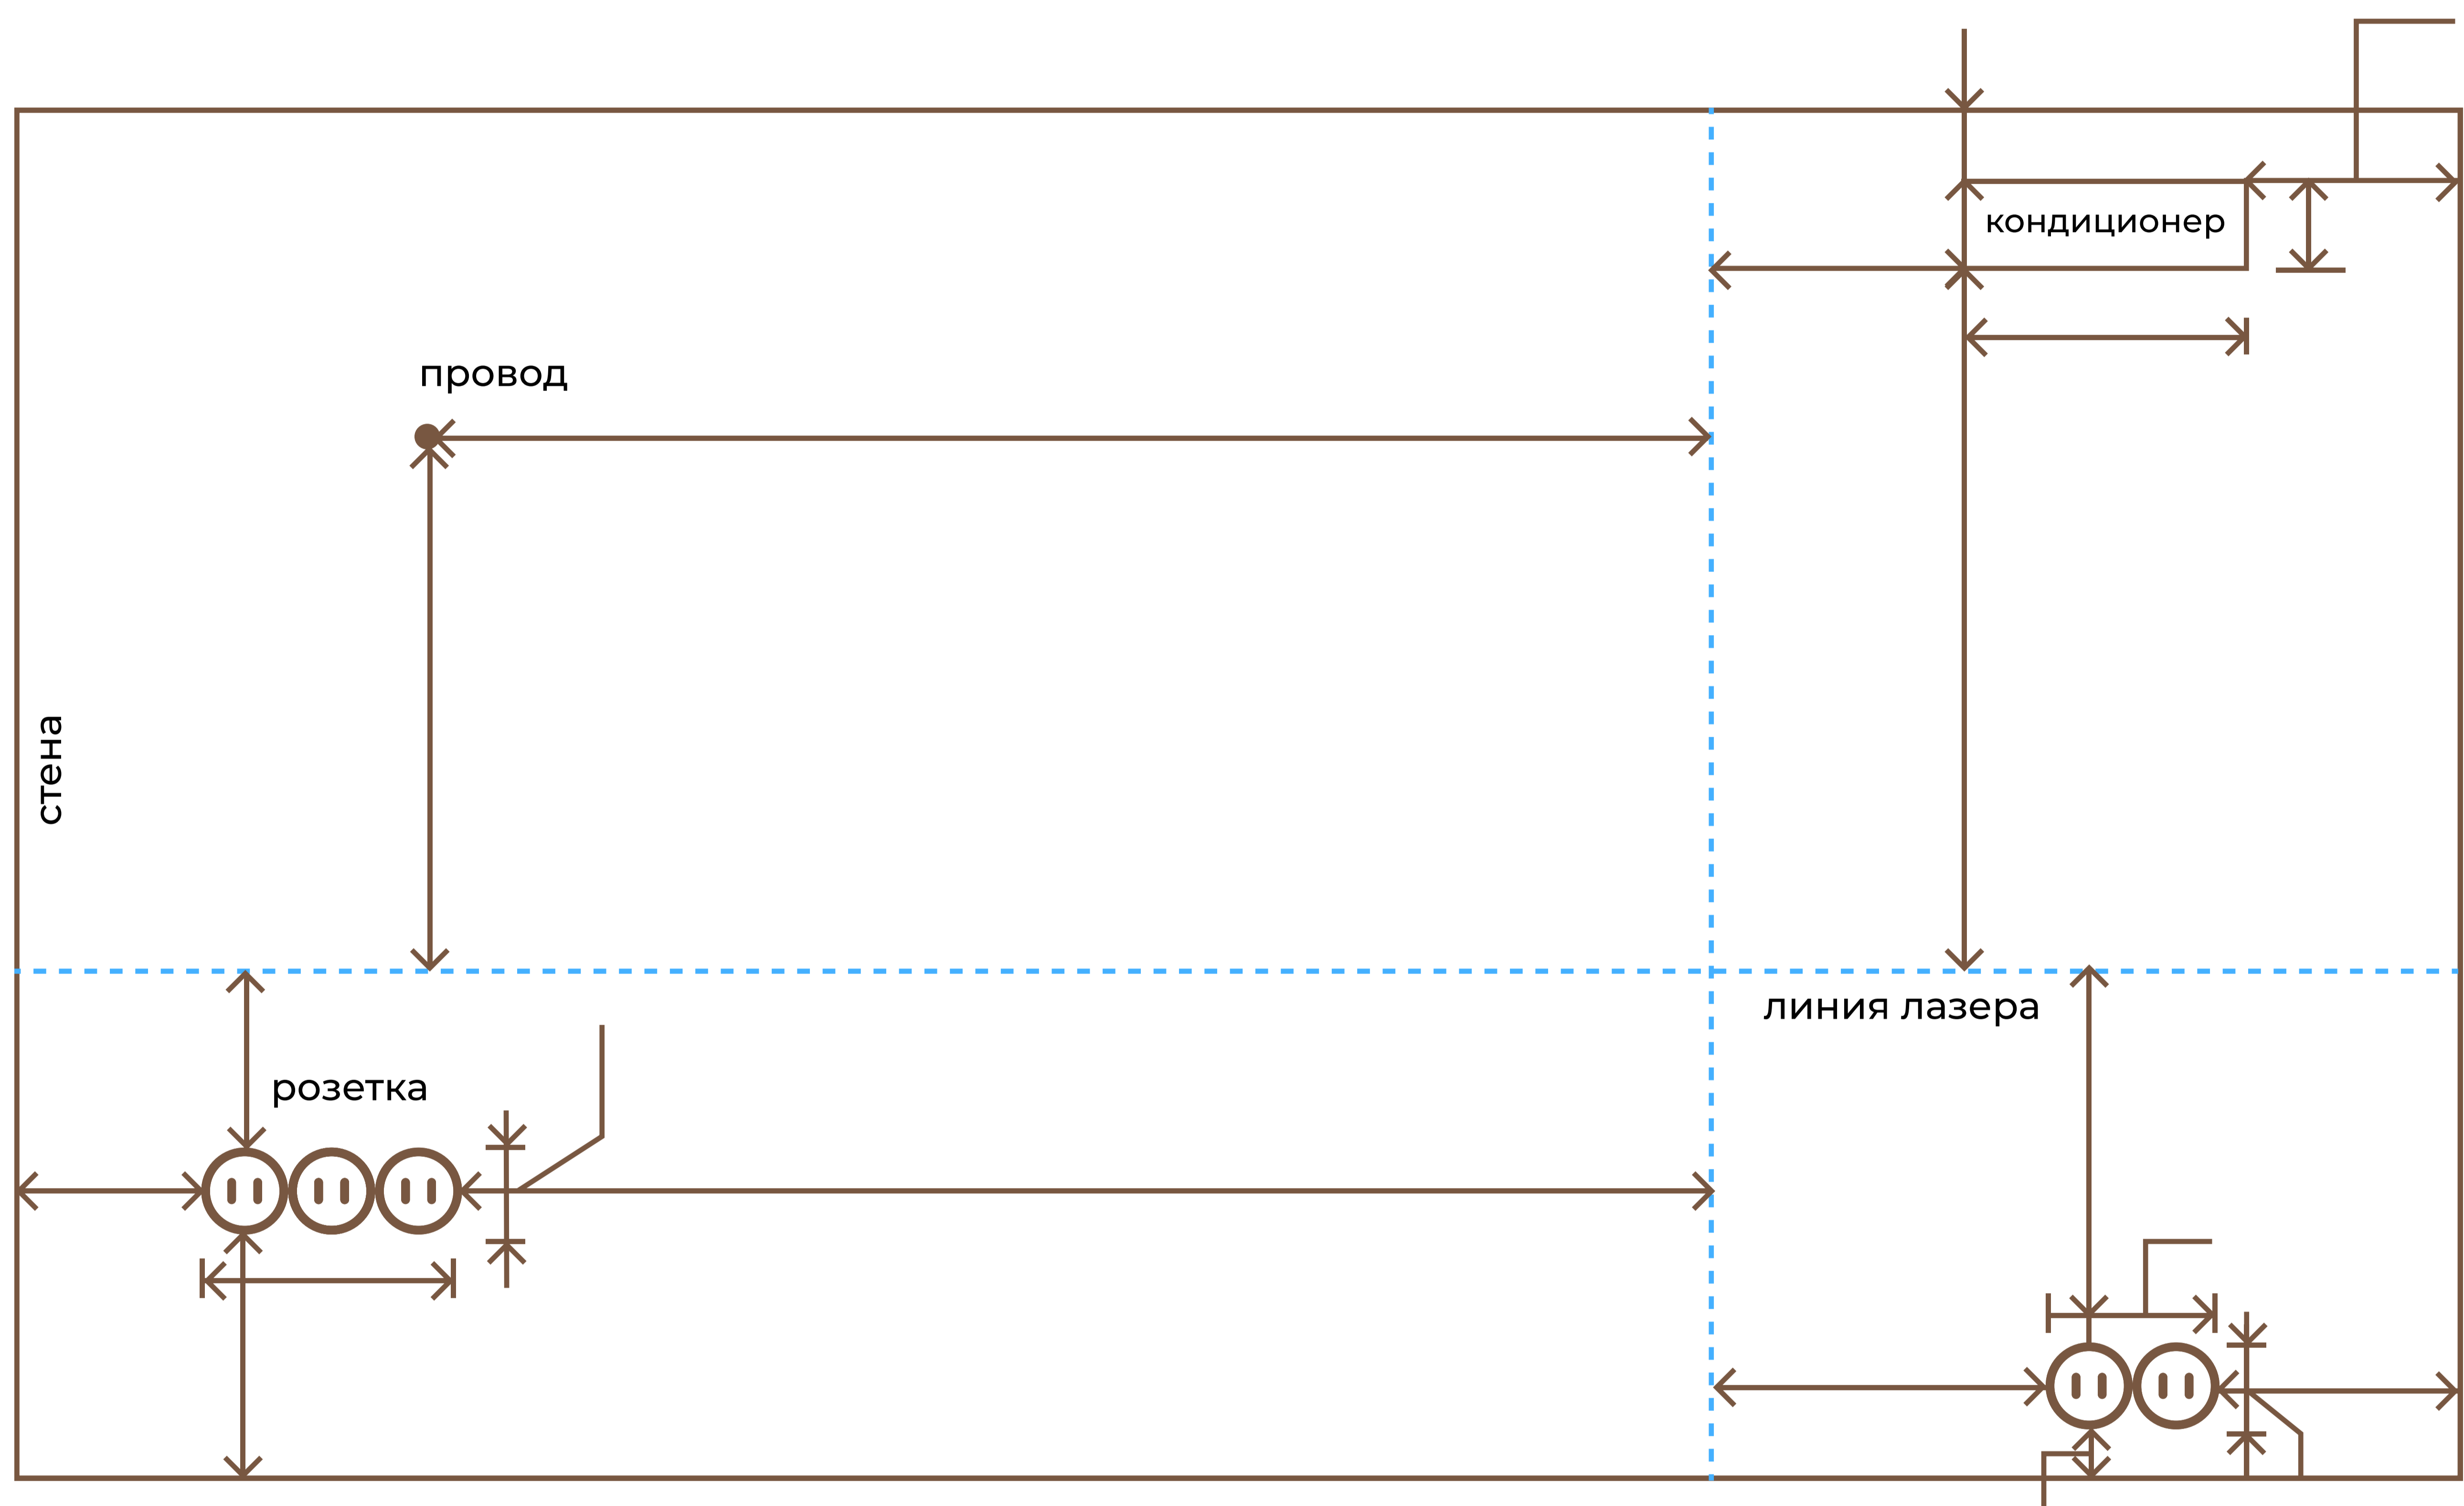 кондиционер
провод
стена
линия лазера
розетка